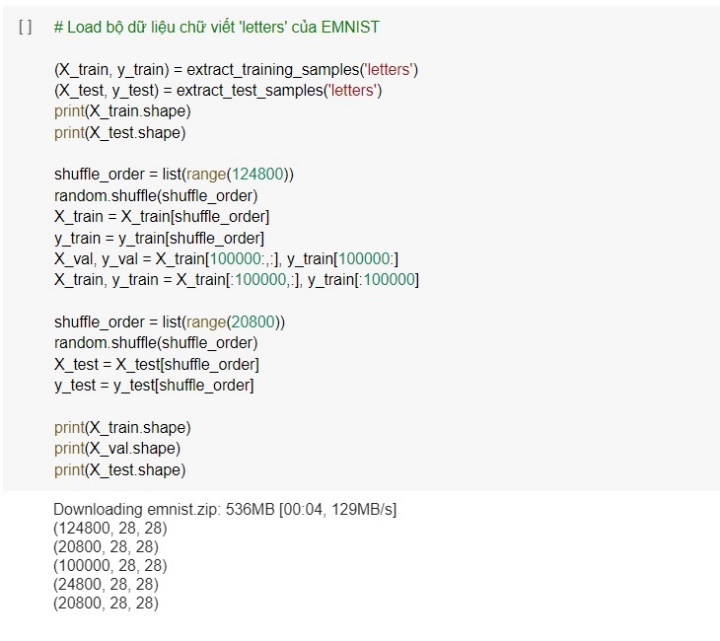 [ ] # Load bộ dữ liệu chữ viết 'letters' của EMNIST
(X_train, y_train) = extract_training_samples('letters')
(X_test, y_test) = extract_test_samples('letters')
print(X_train.shape)
print(X_test.shape)
shuffle_order = list(range(124800))
random.shuffle(shuffle_order)
X_train = X_train[shuffle_order]
y_train = y_train[shuffle_order]
X_val, y_val = X_train[100000:,:], y_train[100000:]
X_train, y_train = X_train[:100000,:], y_train[:100000]
shuffle_order = list(range(20800))
random.shuffle(shuffle_order)
X_test = X_test[shuffle_order]
y_test = y_test[shuffle_order]
print(X_train.shape)
print(X_val.shape)
print(X_test.shape)
Downloading emnist.zip: 536MB [00:04, 129MB/s]
(124800, 28, 28)
(20800, 28, 28)
(100000, 28, 28)
(24800, 28, 28)
(20800, 28, 28)